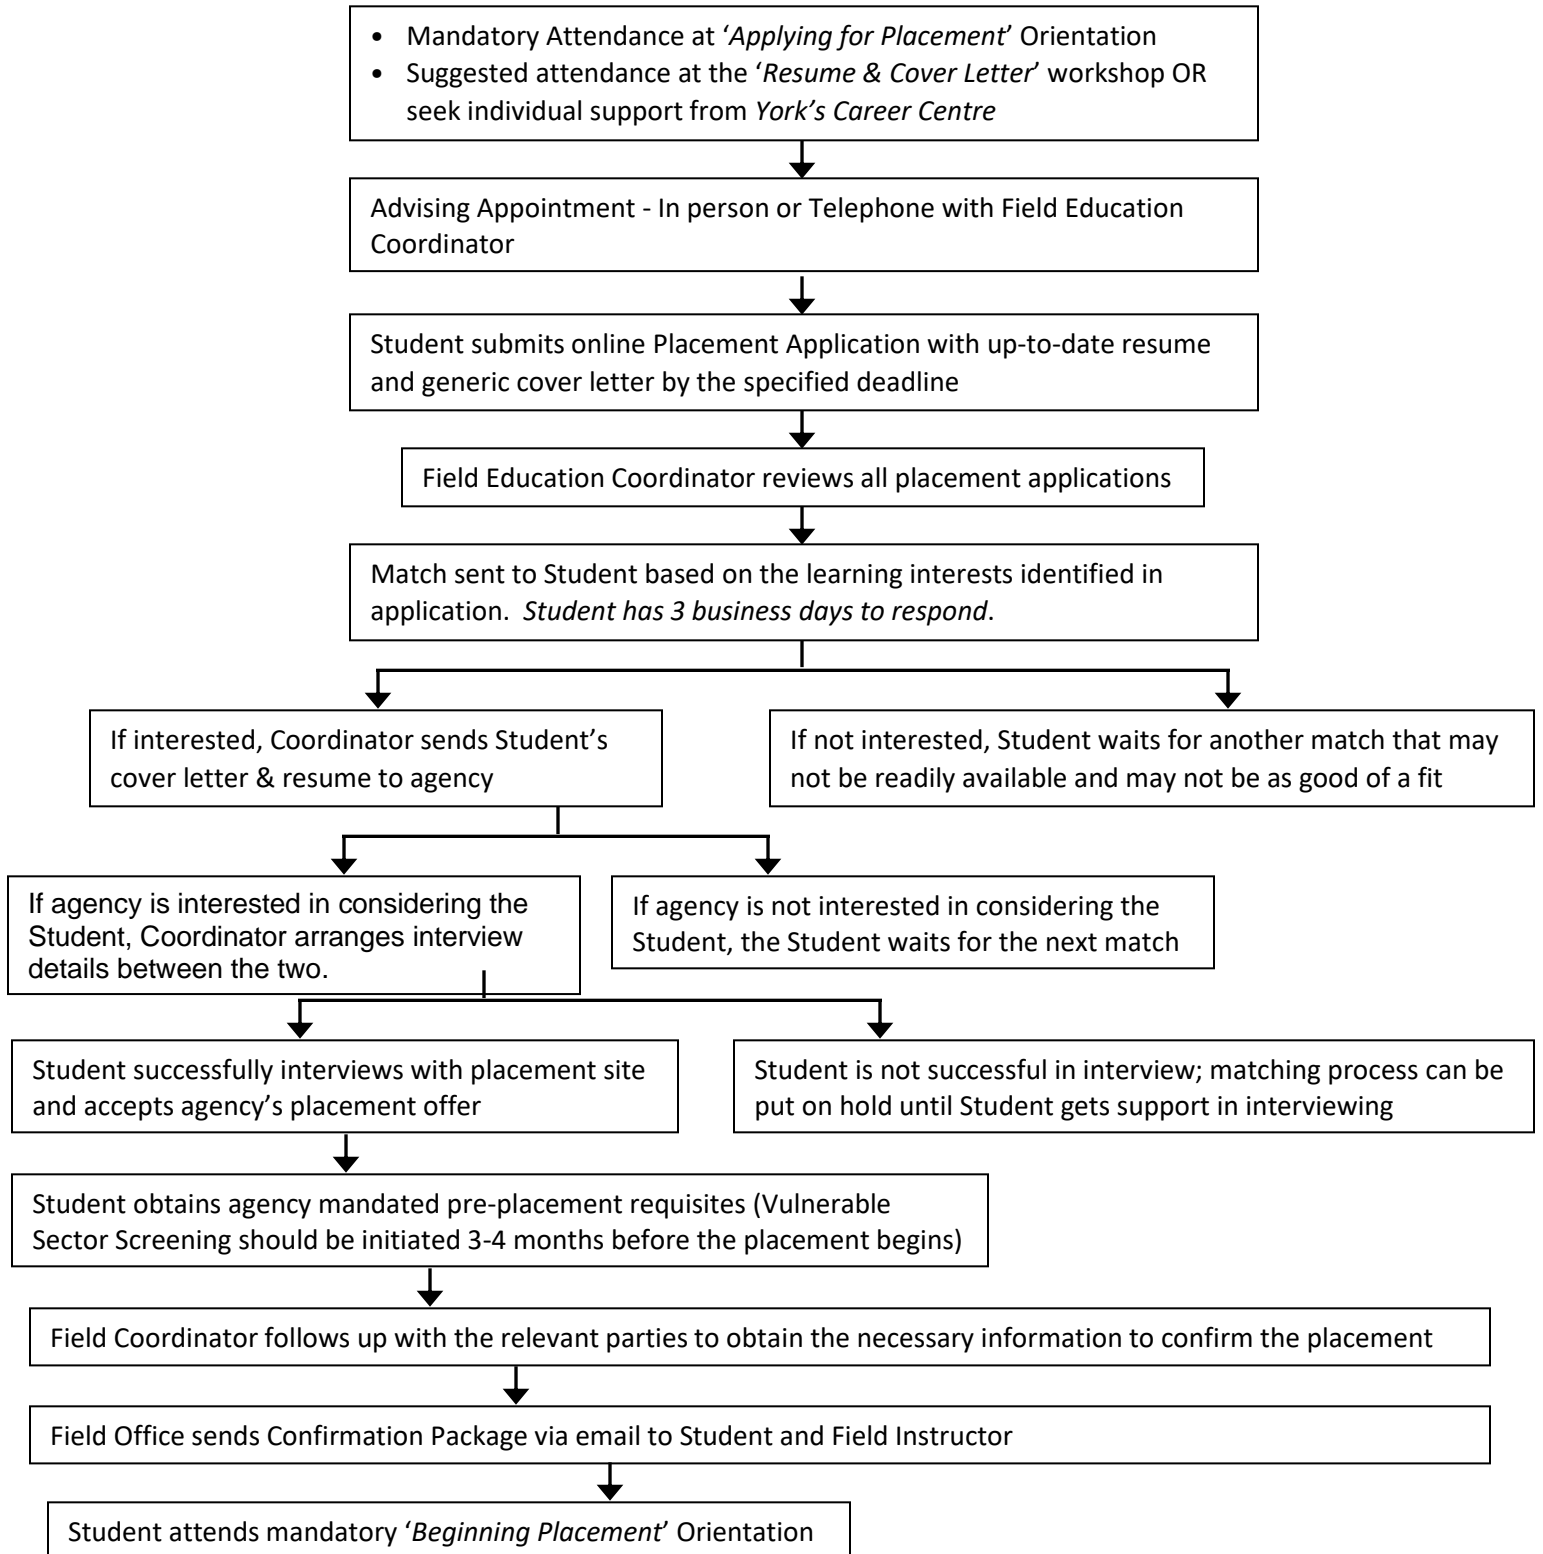 • Mandatory Attendance at ‘Applying for Placement’ Orientation
• Suggested attendance at the ‘Resume & Cover Letter’ workshop OR
seek individual support from York’s Career Centre
Advising Appointment - In person or Telephone with Field Education
Coordinator
Student submits online Placement Application with up-to-date resume
and generic cover letter by the specified deadline
Field Education Coordinator reviews all placement applications
Match sent to Student based on the learning interests identified in
application.  Student has 3 business days to respond.
If interested, Coordinator sends Student’s
cover letter & resume to agency
If not interested, Student waits for another match that may
not be readily available and may not be as good of a fit
If agency is interested in considering the
Student, Coordinator arranges interview
details between the two.
If agency is not interested in considering the
Student, the Student waits for the next match
Student successfully interviews with placement site
and accepts agency’s placement offer
Student is not successful in interview; matching process can be
put on hold until Student gets support in interviewing
Student obtains agency mandated pre-placement requisites (Vulnerable
Sector Screening should be initiated 3-4 months before the placement begins)
Field Coordinator follows up with the relevant parties to obtain the necessary information to confirm the placement
Field Office sends Confirmation Package via email to Student and Field Instructor
Student attends mandatory ‘Beginning Placement’ Orientation